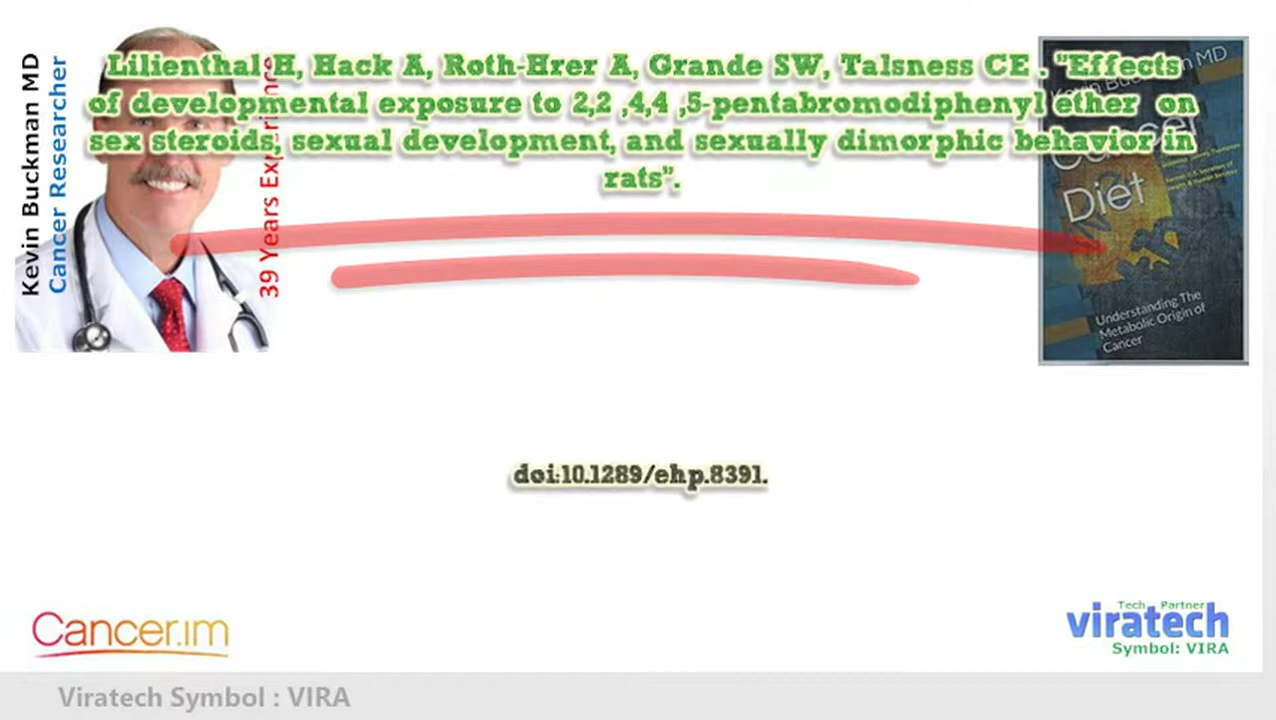 Kevin Buckman MD
Cancer Researcher
39 Years Experience
Lilienthal H, Hack A, Roth-Hrer A, Grande SW, Talsness CE . "Effects
of developmental exposure to 2,2 ,4,4 ,5-pentabromodiphenyl ether on
sex steroids, sexual development, and sexually dimorphic behavior in
rats".
Kevin Buckman MD
Cancer
Diet
Understanding The
Metabolic Origin of
Cancer
doi:10.1289/ehp.8391.
Cancer.im
Tech Partner
viratech
Symbol: VIRA
Viratech Symbol : VIRA